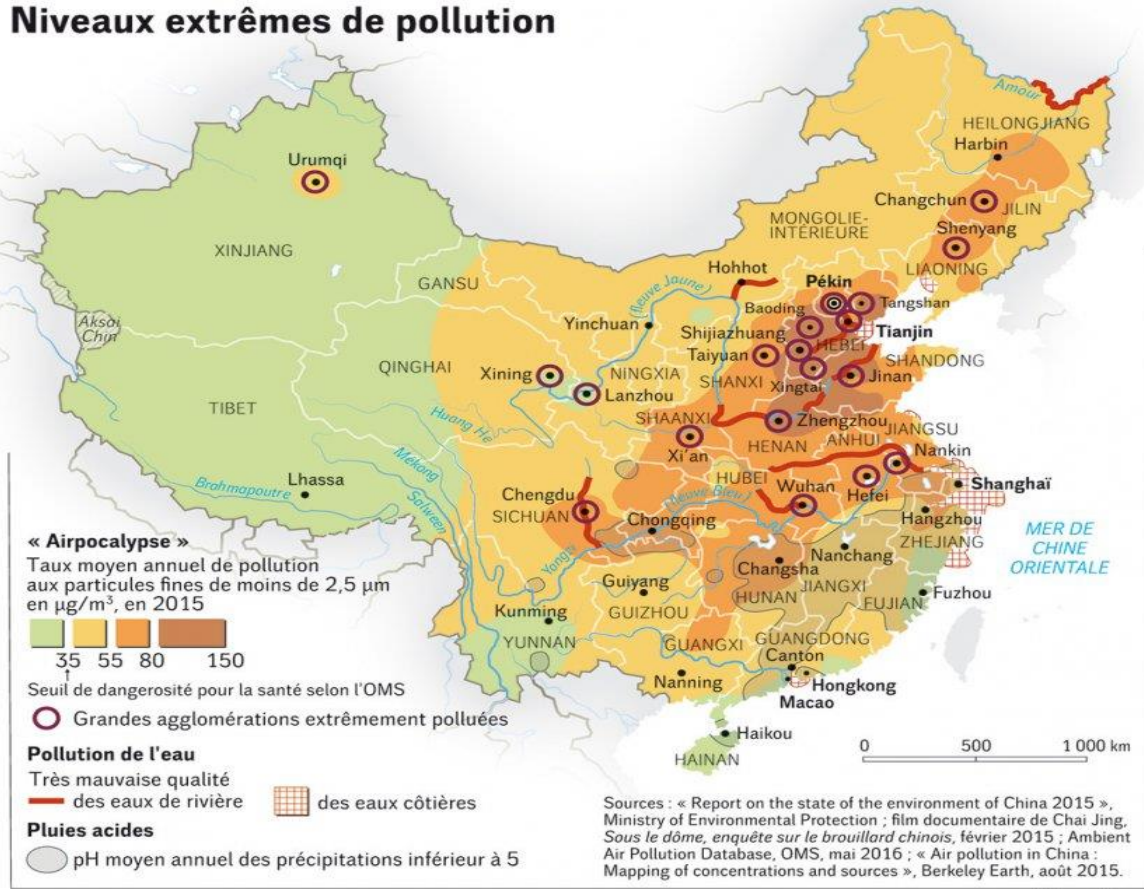 Niveaux extrêmes de pollution
Amour
HEILONGJIANG
Harbin
Urumqi
Changchun
JILIN
MONGOLIE-
INTÉRIEURE
Shenyang
XINJIANG
LIAONING
GANSU
Hohhot
Pékin
(fleuve Jaune)
Baoding
Tangshan
Aksai
Chin
Yinchuan
Shijiazhuang
HEBEI
Tianjin
Taiyuan
SHANDONG
QINGHAI
Xining
NINGXIA
SHANXI
Xingtai
Jinan
Lanzhou
TIBET
Huang He
SHAANXI
Zhengzhou
JIANGSU
HENAN
ANHUI
Xi'an
Nankin
Mékong
Lhassa
Brahmapoutre
Salween
Chengdu
SICHUAN
HUBEI
Wuhan
Hefei
Shanghaï
(fleuve Bleu)
Chongqing
Hangzhou
ZHEJIANG
MER DE
CHINE
ORIENTALE
Nanchang
Changsha
JIANGXI
Guiyang
HUNAN
Fuzhou
GUIZHOU
FUJIAN
Kunming
YUNNAN
GUANGXI
GUANGDONG
Canton
Nanning
Hongkong
Macao
Haikou
HAINAN
« Airpocalypse »
Taux moyen annuel de pollution
aux particules fines de moins de 2,5 µm
en µg/m³, en 2015
35 55 80 150
Seuil de dangerosité pour la santé selon l'OMS
Grandes agglomérations extrêmement polluées
Pollution de l'eau
Très mauvaise qualité
des eaux de rivière
des eaux côtières
Pluies acides
pH moyen annuel des précipitations inférieur à 5
0 500 1 000 km
Sources : « Report on the state of the environment of China 2015 »,
Ministry of Environmental Protection ; film documentaire de Chai Jing,
Sous le dôme, enquête sur le brouillard chinois, février 2015 ; Ambient
Air Pollution Database, OMS, mai 2016 ; « Air pollution in China :
Mapping of concentrations and sources », Berkeley Earth, août 2015.